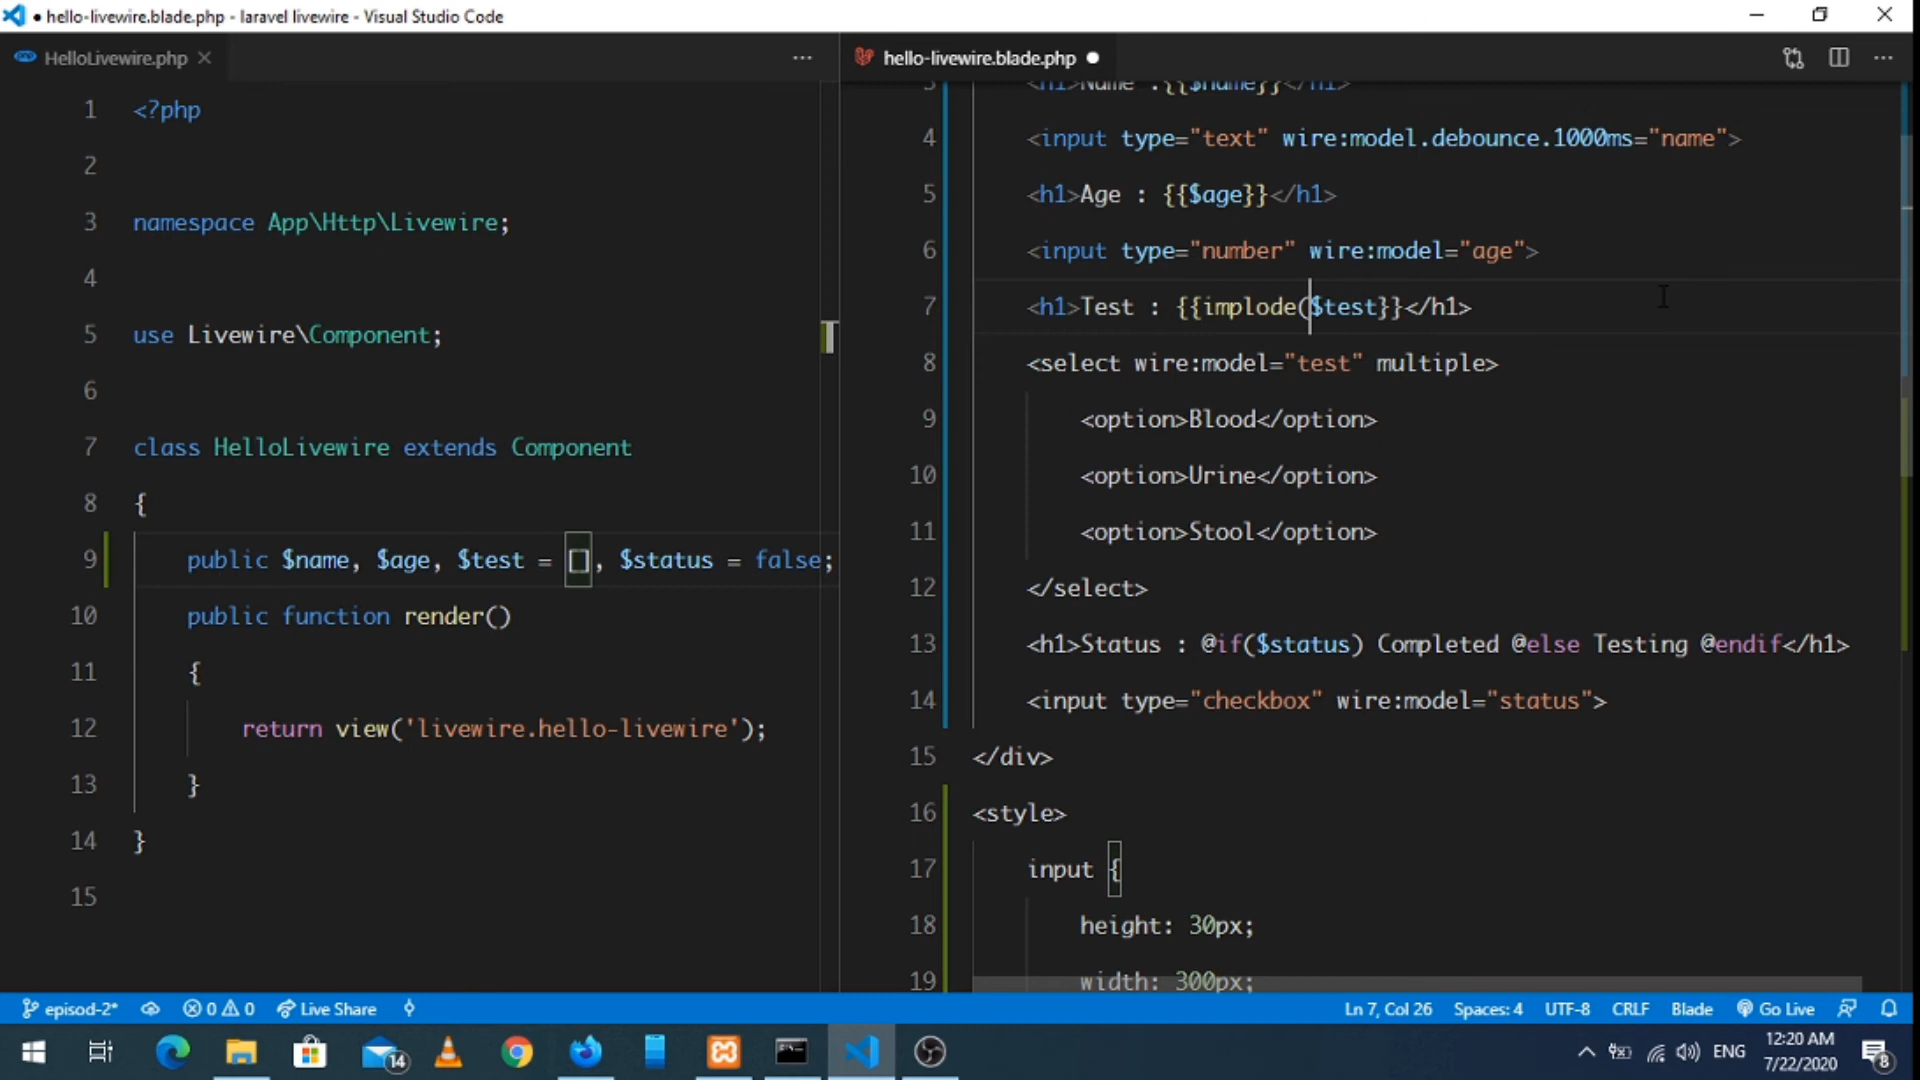 ● hello-livewire.blade.php - laravel livewire - Visual Studio Code
HelloLivewire.php
1 <?php
2
3 namespace App\Http\Livewire;
4
5 use Livewire\Component;
6
7 class HelloLivewire extends Component
8 {
9 public $name, $age, $test = [], $status = false;
10 public function render()
11 {
12 return view('livewire.hello-livewire');
13 }
14 }
15
hello-livewire.blade.php ●
3 <h1>Name :{{$name}}</h1>
4 <input type="text" wire:model.debounce.1000ms="name">
5 <h1>Age : {{$age}}</h1>
6 <input type="number" wire:model="age">
7 <h1>Test : {{implode($test}}</h1>
8 <select wire:model="test" multiple>
9 <option>Blood</option>
10 <option>Urine</option>
11 <option>Stool</option>
12 </select>
13 <h1>Status : @if($status) Completed @else Testing @endif</h1>
14 <input type="checkbox" wire:model="status">
15 </div>
16 <style>
17 input {
18 height: 30px;
19 width: 300px;
episod-2* 0 0 Live Share Ln 7, Col 26 Spaces: 4 UTF-8 CRLF Blade Go Live
14 ENG 12:20 AM
7/22/2020 8